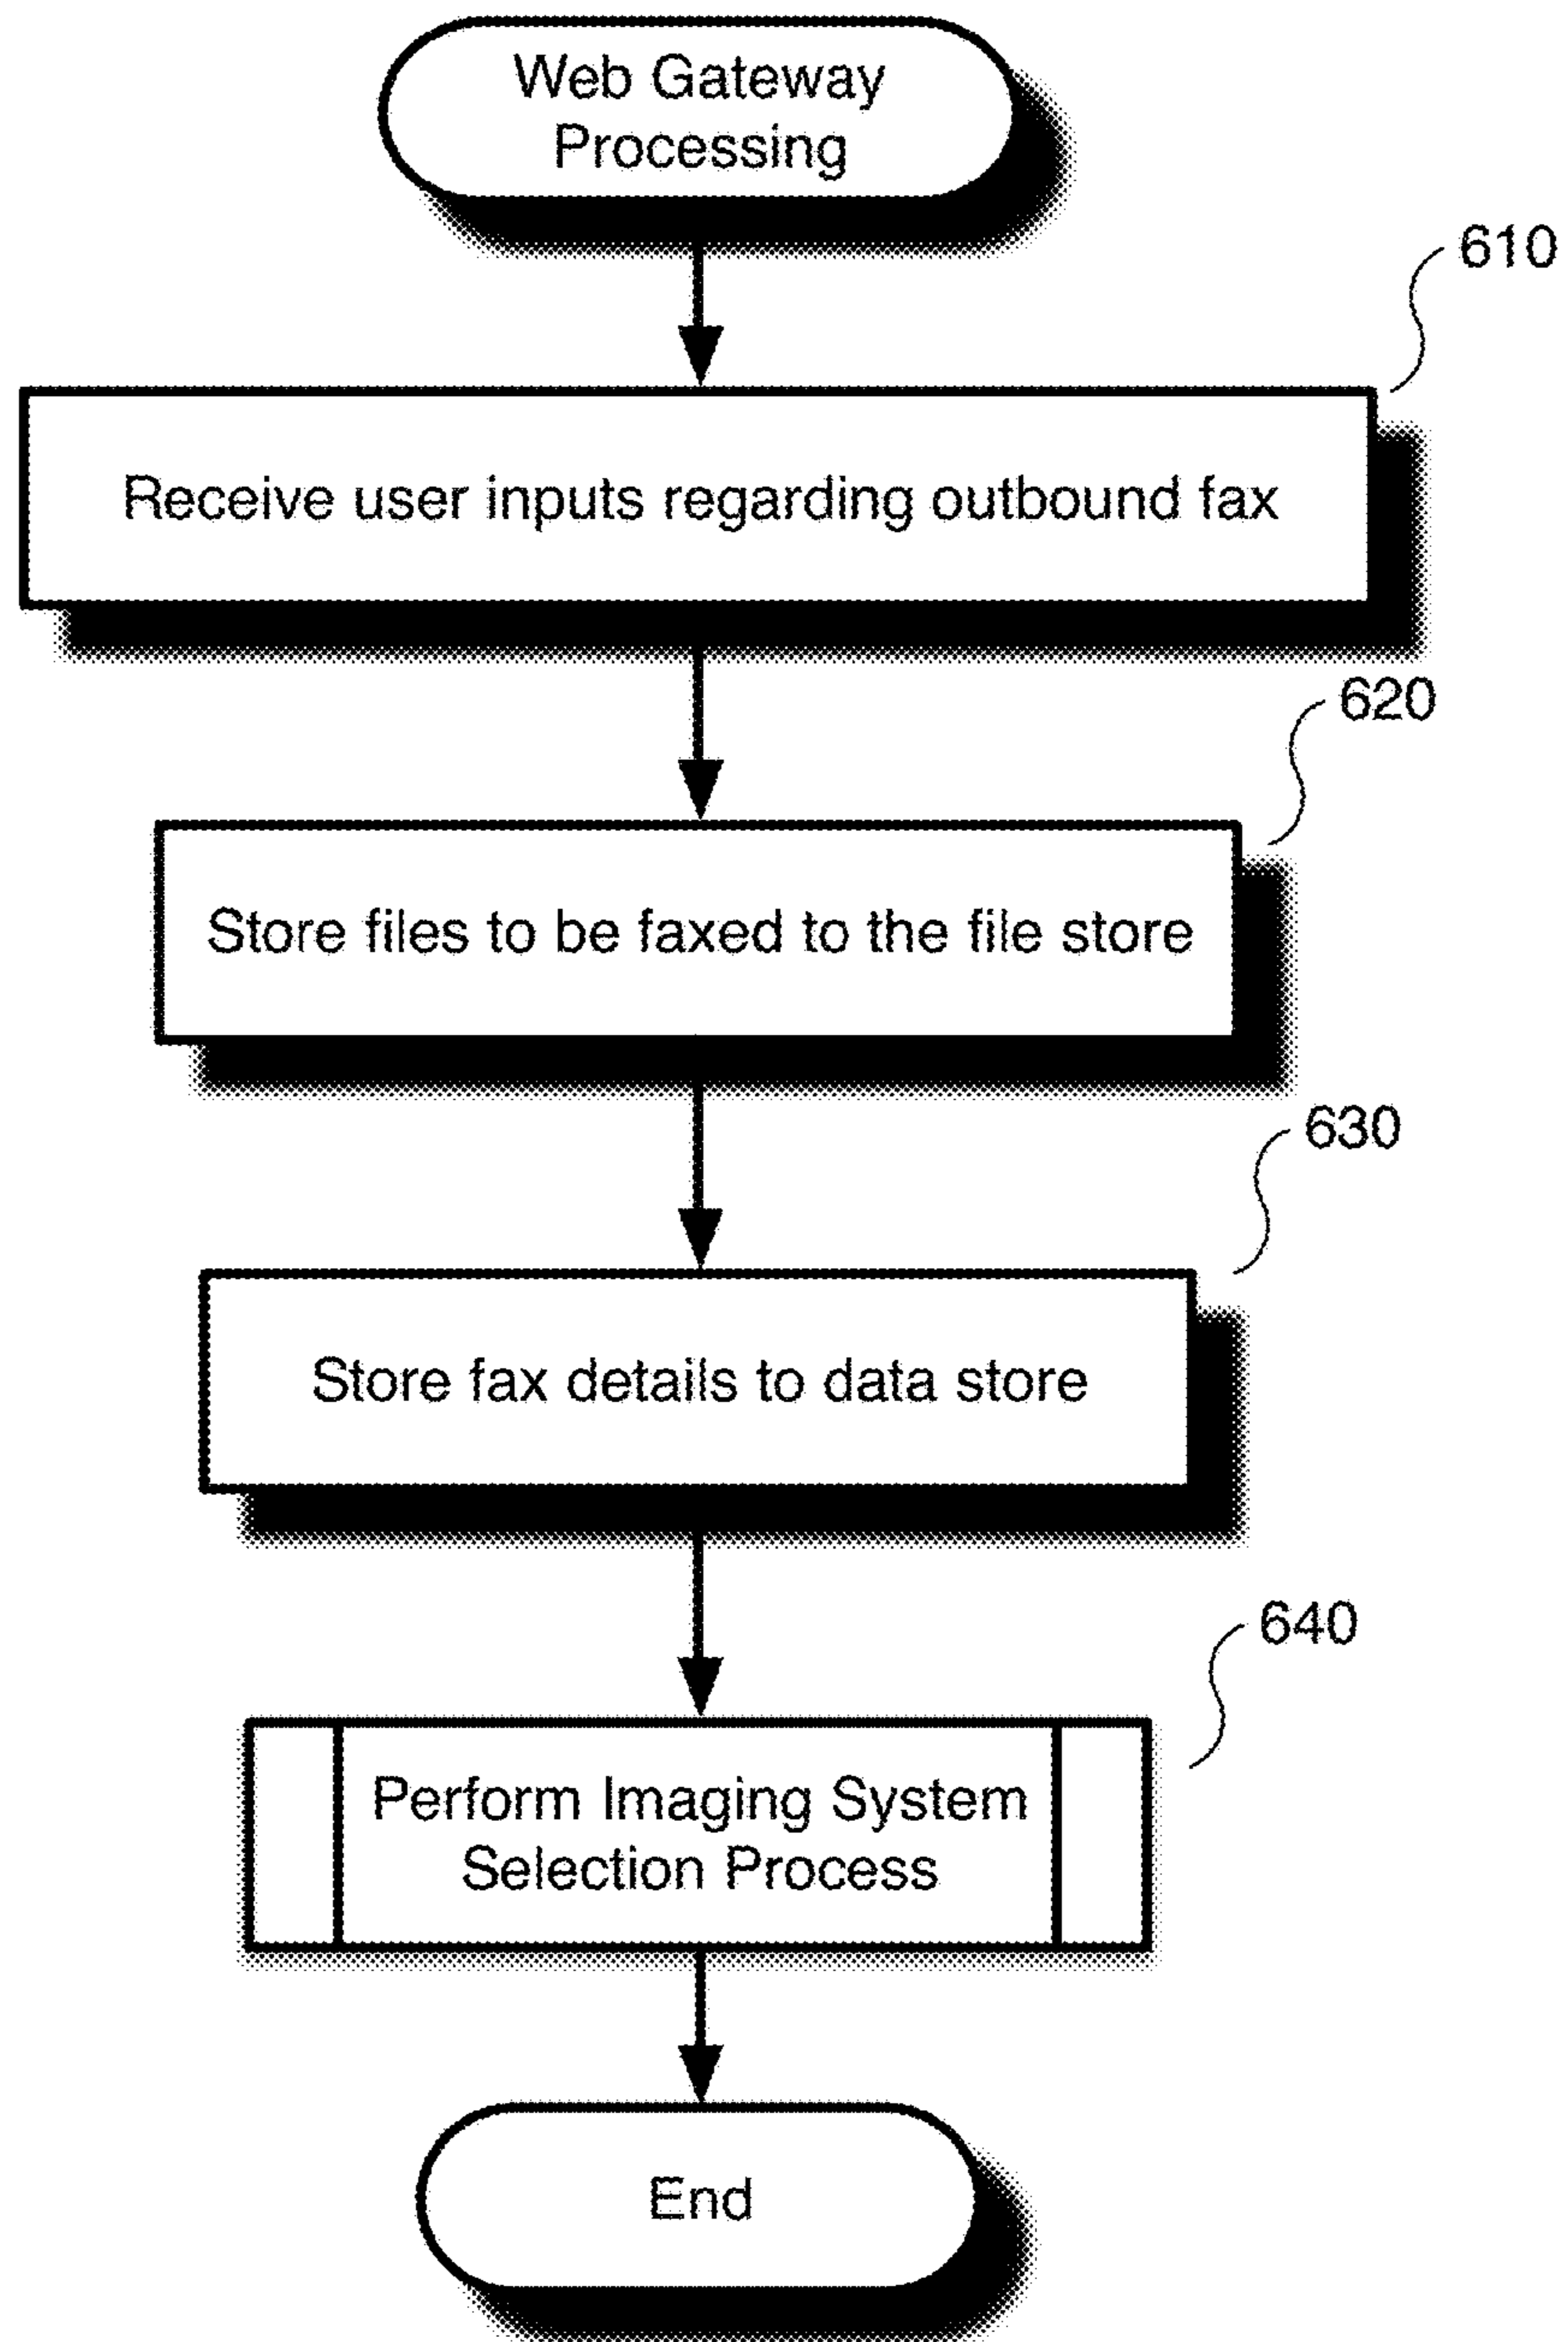 Web Gateway
Processing
610
Receive user inputs regarding outbound fax
620
Store files to be faxed to the file store
630
Store fax details to data store
640
Perform Imaging System
Selection Process
End